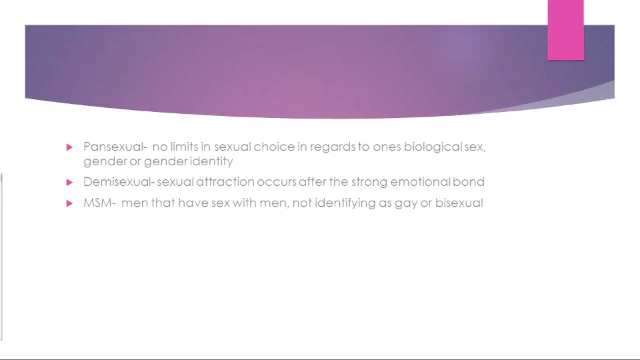 Pansexual- no limits in sexual choice in regards to ones biological sex,
gender or gender identity
Demisexual- sexual attraction occurs after the strong emotional bond
MSM- men that have sex with men, not identifying as gay or bisexual